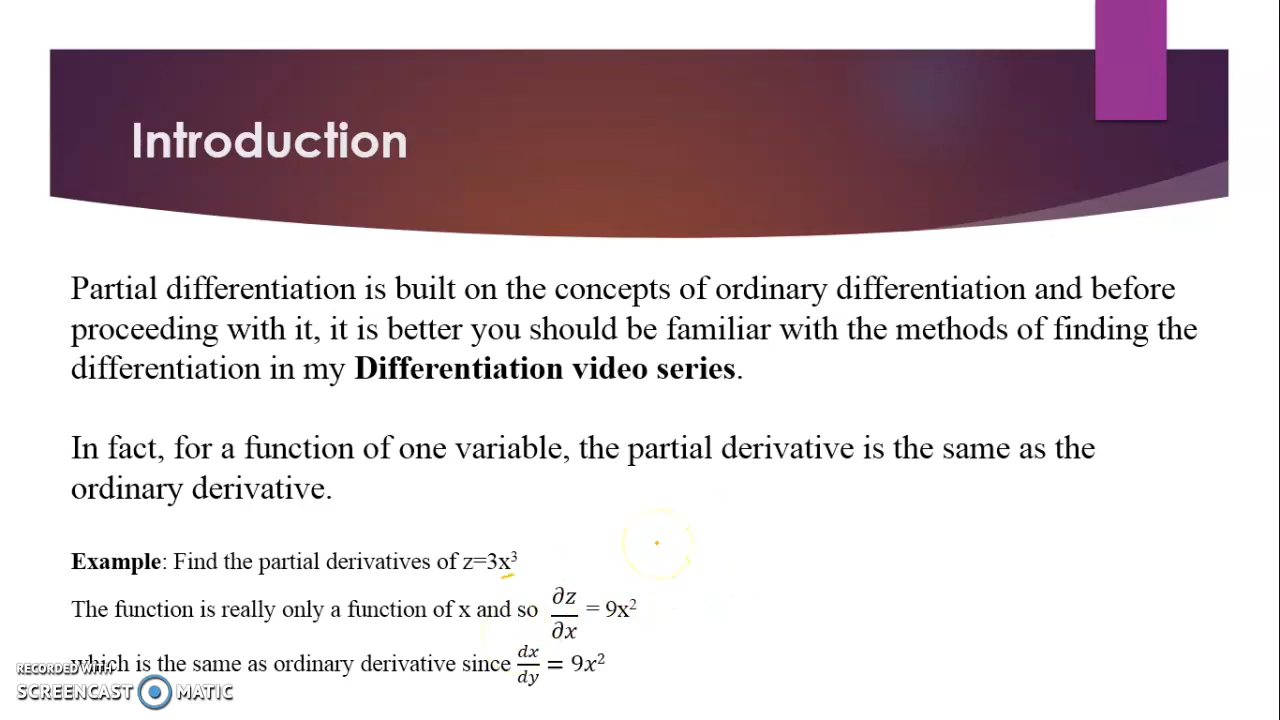 Introduction
Partial differentiation is built on the concepts of ordinary differentiation and before
proceeding with it, it is better you should be familiar with the methods of finding the
differentiation in my Differentiation video series.
In fact, for a function of one variable, the partial derivative is the same as the
ordinary derivative.
Example: Find the partial derivatives of z=3x³
The function is really only a function of x and so ∂z/∂x = 9x²
which is the same as ordinary derivative since dx/dy = 9x²
RECORDED WITH
SCREENCAST MATIC